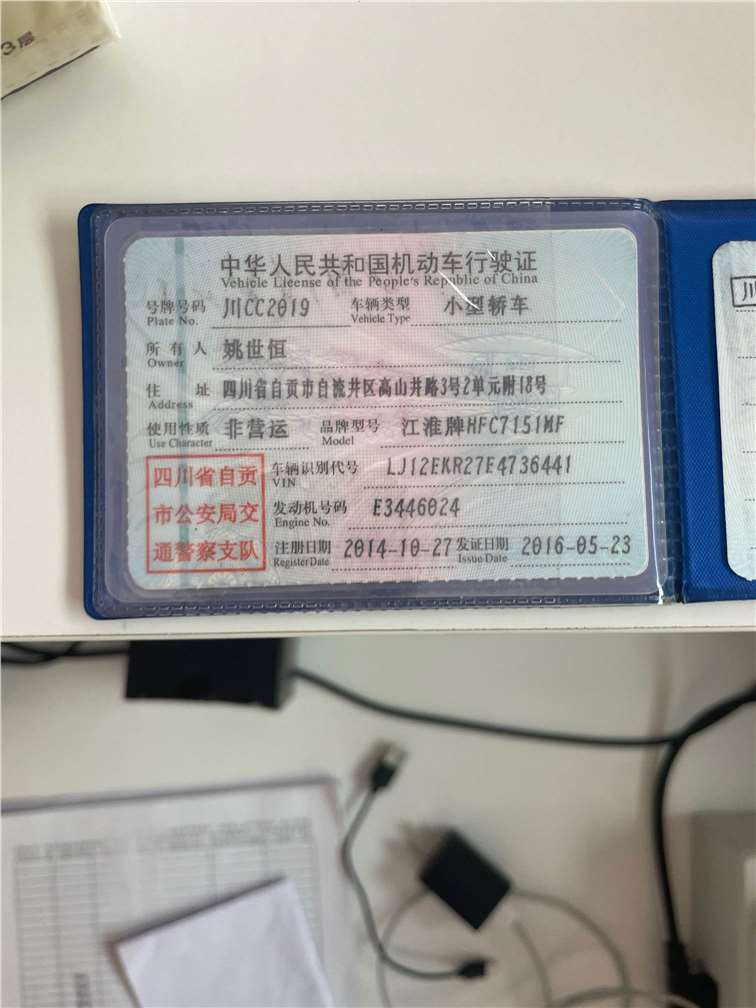 3层
中华人民共和国机动车行驶证
Vehicle License of the People's Republic of China
号牌号码 川CC2019 车辆类型 小型轿车
Plate No. Vehicle Type
所有人 姚世恒
Owner
住址 四川省自贡市自流井区高山井路3号2单元附18号
Address
使用性质 非营运 品牌型号 江淮牌HFC7151MF
Use Character Model
四川省自贡
市公安局交
通警察支队
车辆识别代号 LJ12EKR27E4736441
VIN
发动机号码 E3446024
Engine No.
注册日期 2014-10-27 发证日期 2016-05-23
Register Date Issue Date
川